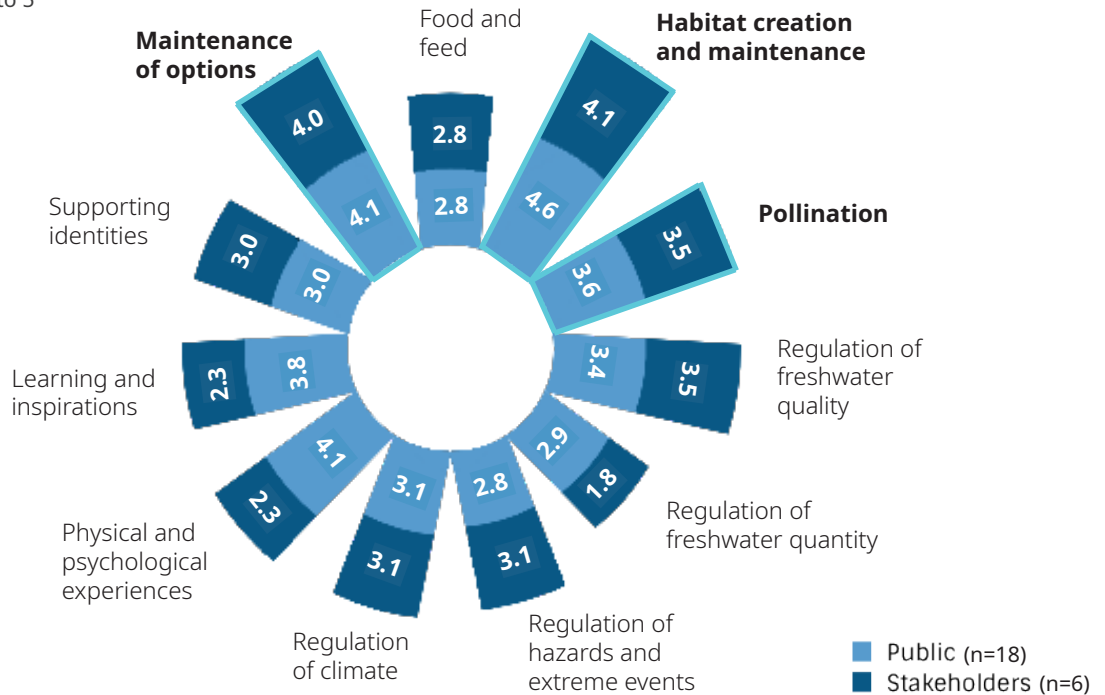 to 5
Food and
feed
Habitat creation
and maintenance
Maintenance
of options
4.0
4.1
2.8
2.8
4.1
4.6
Pollination
3.5
3.6
Supporting
identities
3.0
3.0
Regulation of
freshwater
quality
3.4
3.5
Learning and
inspirations
2.3
3.8
Regulation of
freshwater quantity
2.9
1.8
Physical and
psychological
experiences
4.1
2.3
Regulation
of climate
3.1
3.1
Regulation of
hazards and
extreme events
2.8
3.1
Public (n=18)
Stakeholders (n=6)